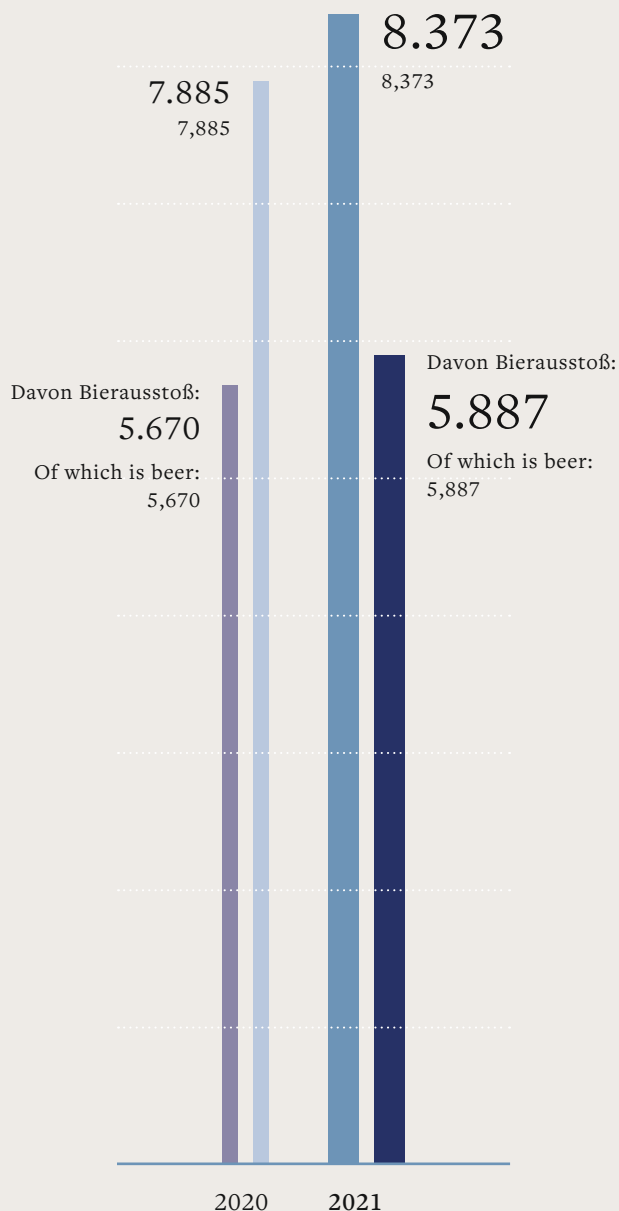 8.373
8,373
7.885
7,885
Davon Bierausstoß:
5.887
Of which is beer:
5,887
Davon Bierausstoß:
5.670
Of which is beer:
5,670
2020
2021